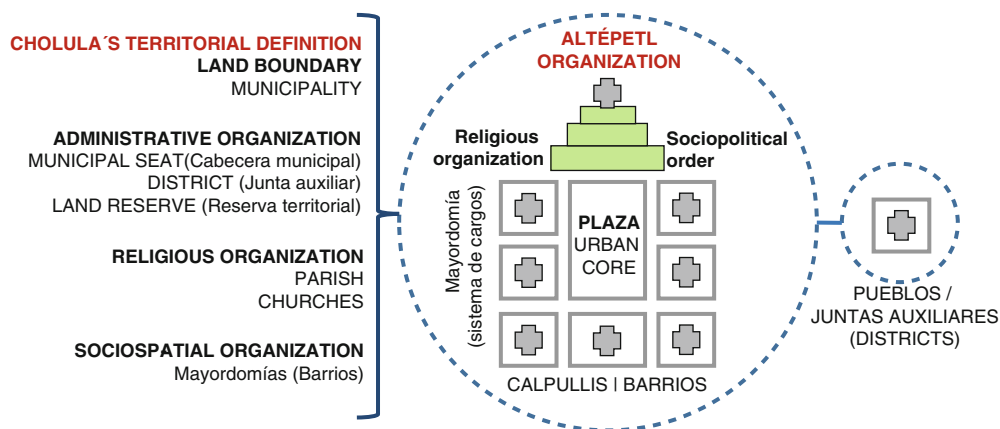 CHOLULA´S TERRITORIAL DEFINITION
LAND BOUNDARY
MUNICIPALITY
ADMINISTRATIVE ORGANIZATION
MUNICIPAL SEAT(Cabecera municipal)
DISTRICT (Junta auxiliar)
LAND RESERVE (Reserva territorial)
RELIGIOUS ORGANIZATION
PARISH
CHURCHES
SOCIOSPATIAL ORGANIZATION
Mayordomías (Barrios)
ALTÉPETL
ORGANIZATION
Religious
organization
Sociopolitical
order
Mayordomía
(sistema de cargos)
PLAZA
URBAN
CORE
CALPULLIS I BARRIOS
PUEBLOS /
JUNTAS AUXILIARES
(DISTRICTS)